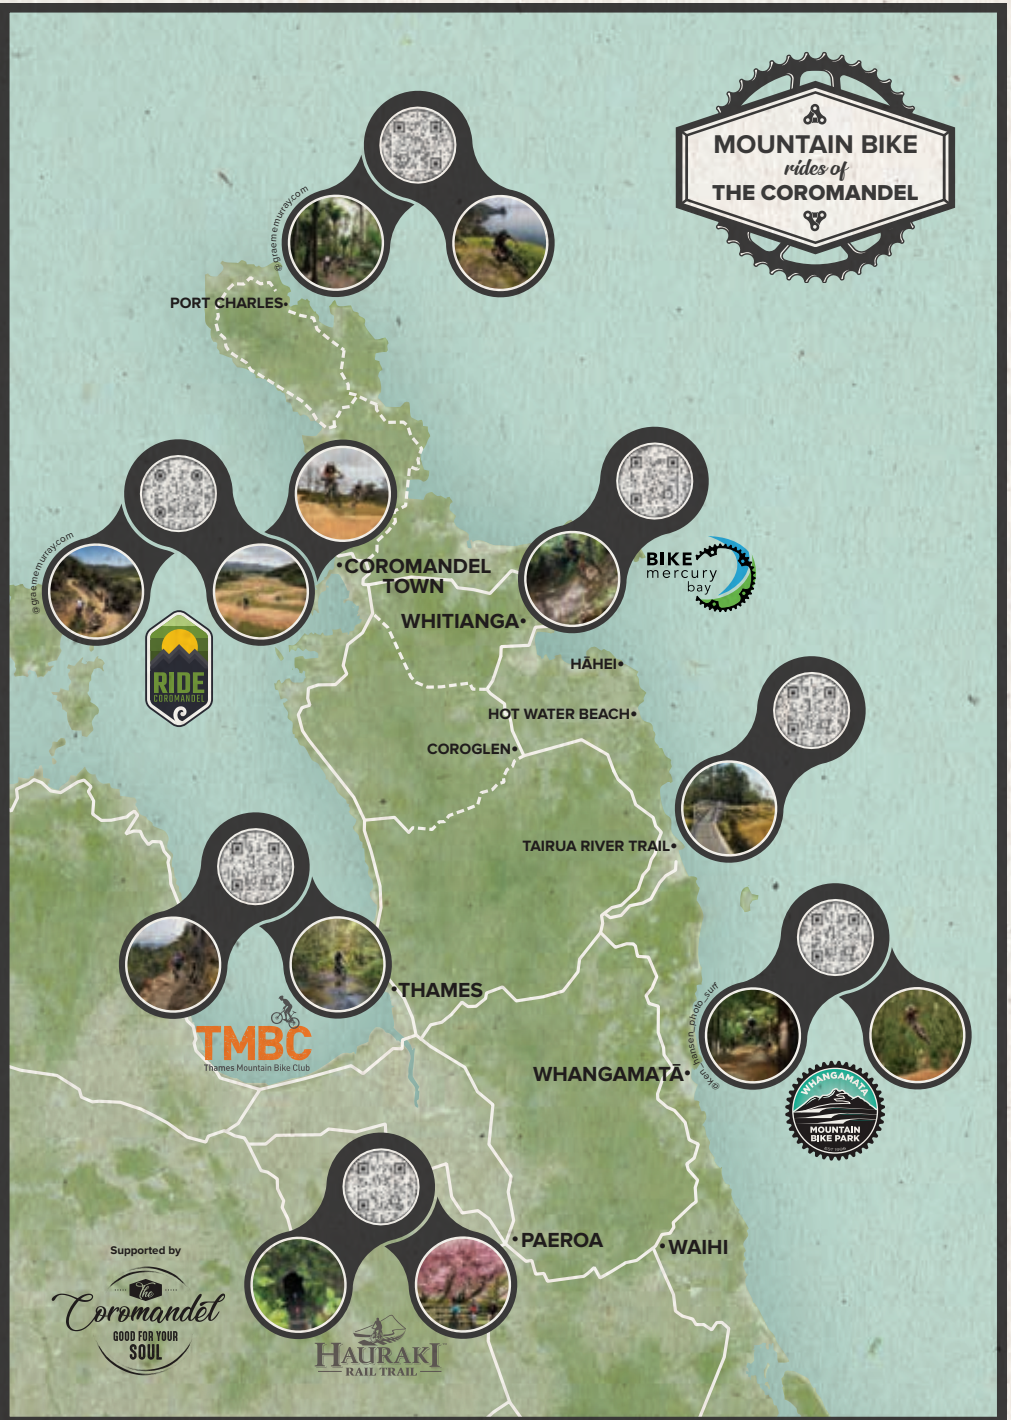 MOUNTAIN BIKE
rides of
THE COROMANDEL
@graememurray.com
PORT CHARLES
@graememurray.com
COROMANDEL
TOWN
BIKE
mercury
bay
WHITIANGA
RIDE
COROMANDEL
HĀHEI
HOT WATER BEACH
COROGLEN
TAIRUA RIVER TRAIL
THAMES
TMBC
Thames Mountain Bike Club
@ken_hansen_photo_surf
WHANGAMATĀ
WHANGAMATA
MOUNTAIN
BIKE PARK
PAEROA
WAIHI
Supported by
The
Coromandel
GOOD FOR YOUR
SOUL
HAURAKI
RAIL TRAIL